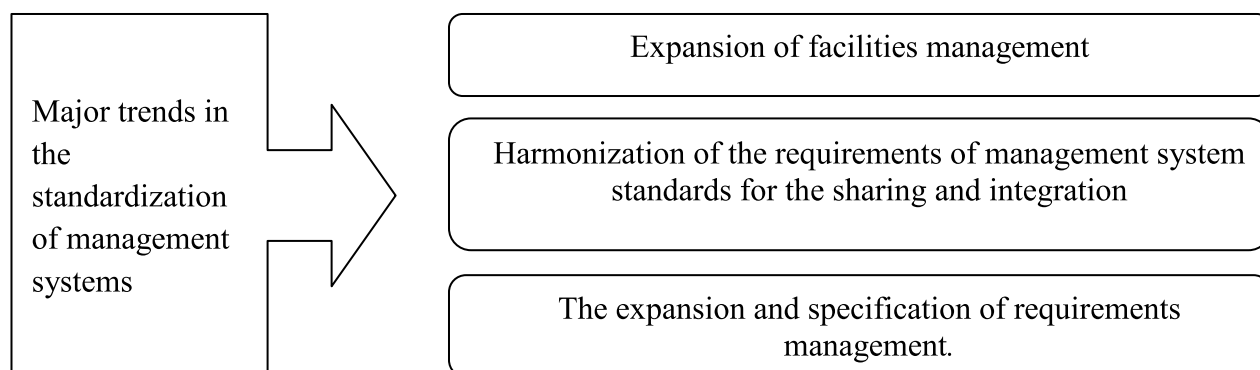 Major trends in
the
standardization
of management
systems
Expansion of facilities management
Harmonization of the requirements of management system
standards for the sharing and integration
The expansion and specification of requirements
management.